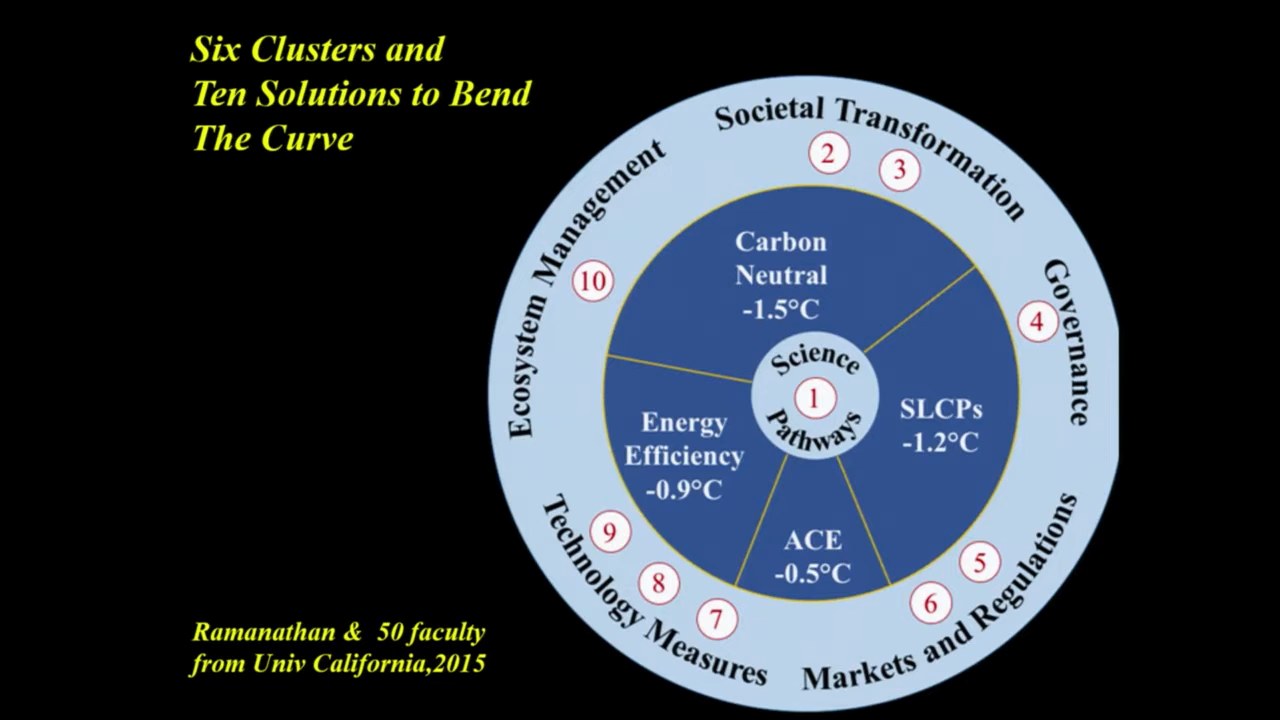 Six Clusters and
Ten Solutions to Bend
The Curve
Societal Transformation
2
3
Ecosystem Management
10
Governance
4
Carbon
Neutral
-1.5°C
Science
1
Pathways
SLCPs
-1.2°C
Energy
Efficiency
-0.9°C
ACE
-0.5°C
9
8
7
Technology Measures
5
6
Markets and Regulations
Ramanathan & 50 faculty
from Univ California,2015